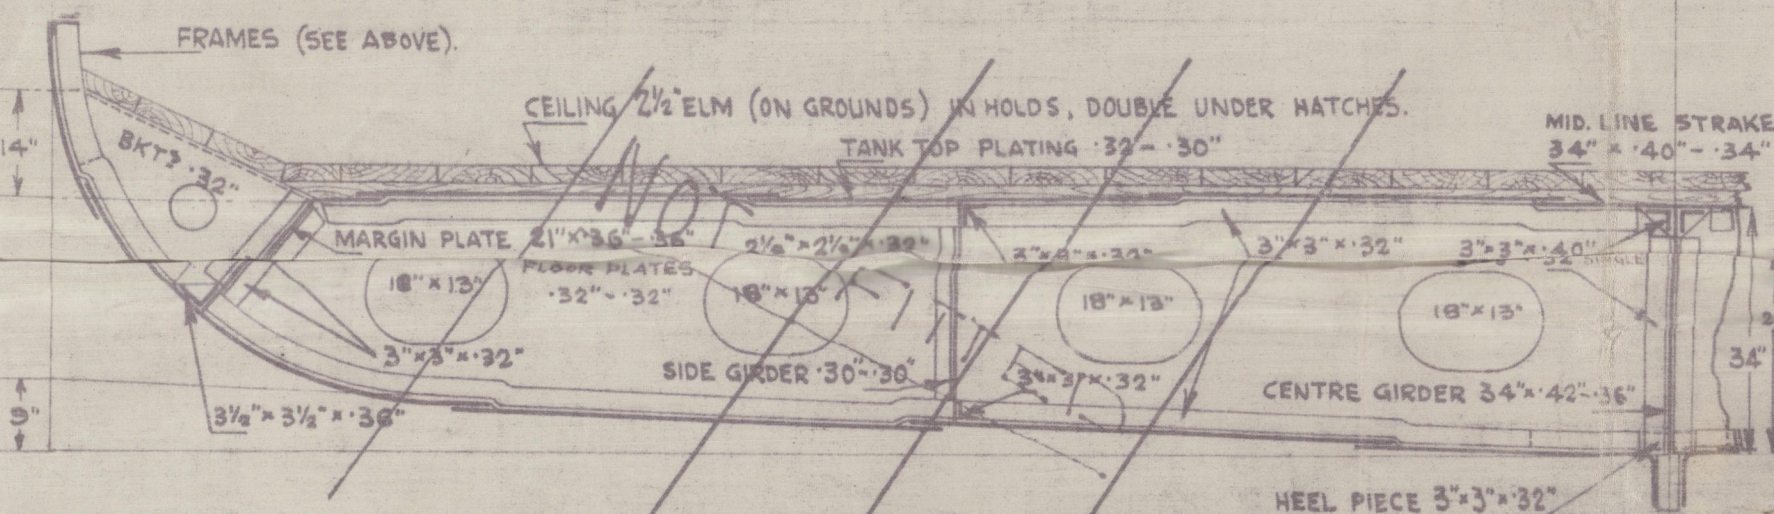 FRAMES (SEE ABOVE).
CEILING 2½" ELM (ON GROUNDS) IN HOLDS, DOUBLE UNDER HATCHES.
TANK TOP PLATING ·32 - ·30"
MID. LINE STRAKE
34" × ·40" - ·34"
14"
BKTS ·32"
NOT
MARGIN PLATE 21" × ·36" - ·36"
2½" × 2½" × ·32"
3" × 3" × ·32"
3" × 3" × ·40"
SINGLE
FLOOR PLATES
·32" - ·32"
18" × 13"
18" × 13"
18" × 13"
18" × 13"
3" × 3" × ·32"
SIDE GIRDER ·30" - ·30"
3" × 3" × ·32"
34"
CENTRE GIRDER 34" × ·42 - ·36"
9"
3½" × 3½" × ·36"
HEEL PIECE 3" × 3" × ·32"